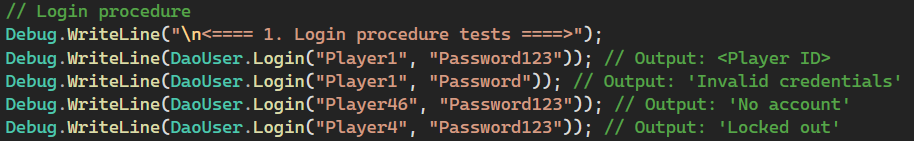 // Login procedure
Debug.WriteLine("\n<==== 1. Login procedure tests ====>");
Debug.WriteLine(DaoUser.Login("Player1", "Password123")); // Output: <Player ID>
Debug.WriteLine(DaoUser.Login("Player1", "Password")); // Output: 'Invalid credentials'
Debug.WriteLine(DaoUser.Login("Player46", "Password123")); // Output: 'No account'
Debug.WriteLine(DaoUser.Login("Player4", "Password123")); // Output: 'Locked out'